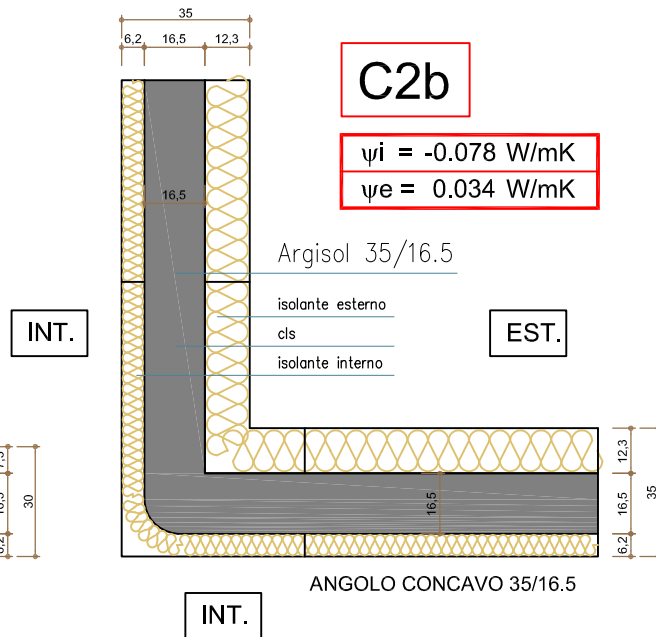 35
6,2 16,5 12,3
C2b
ψi = -0.078 W/mK
ψe = 0.034 W/mK
16,5
Argisol 35/16.5
isolante esterno
INT.
cls
EST.
isolante interno
12,3
30
16,5
16,5
35
6,2
ANGOLO CONCAVO 35/16.5
INT.